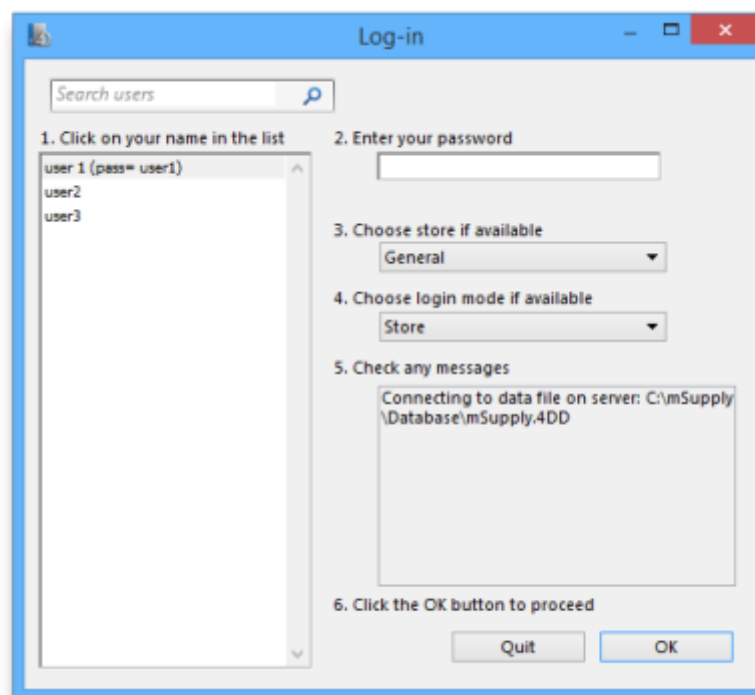 Log-in
Search users
1. Click on your name in the list
user 1 (pass= user1)
user2
user3
2. Enter your password
3. Choose store if available
General
4. Choose login mode if available
Store
5. Check any messages
Connecting to data file on server: C:\mSupply
\Database\mSupply.4DD
6. Click the OK button to proceed
Quit
OK